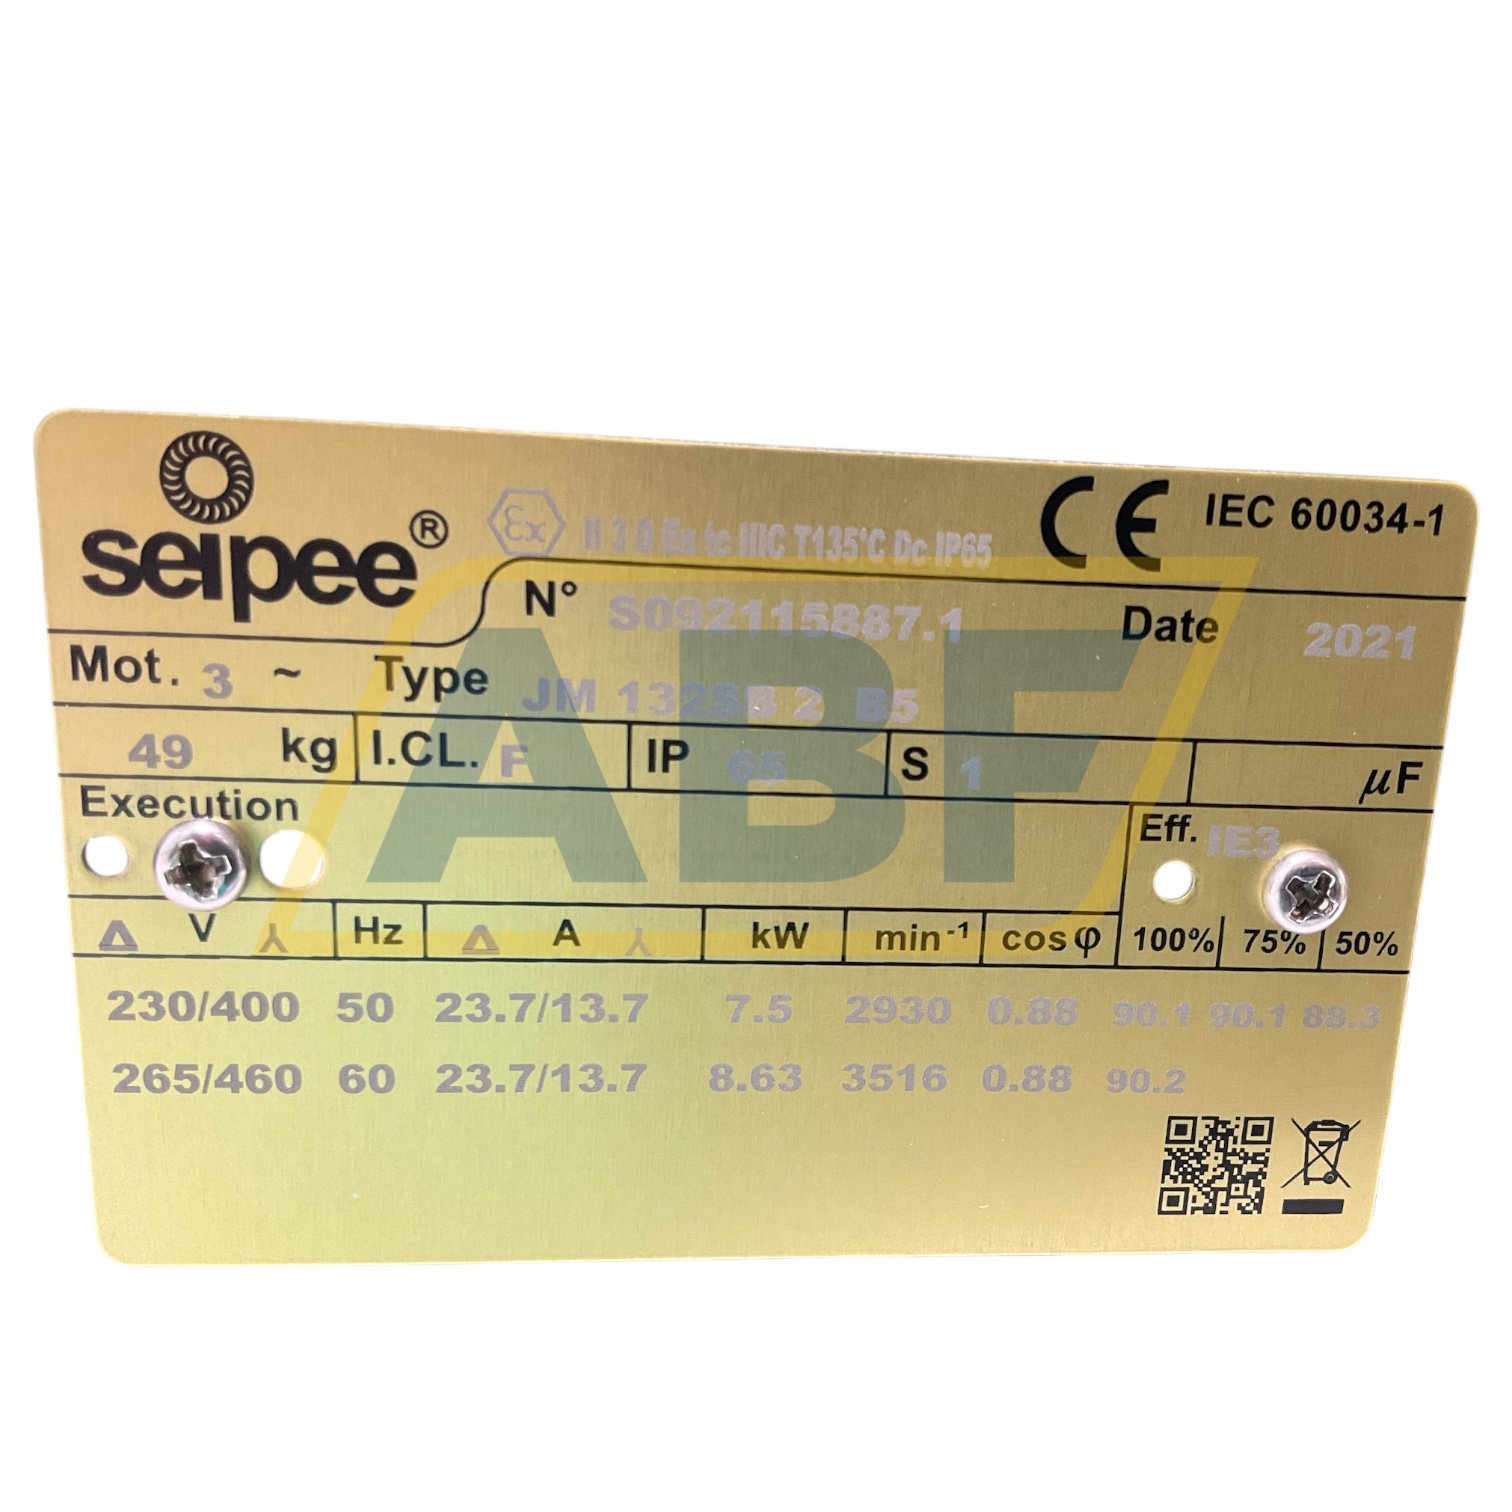 seipee®
Ex II 3 D Ex tc IIIC T135°C Dc IP65 CE IEC 60034-1
N° S092115887.1 Date 2021
Mot. 3 ~ Type JM 132SB 2 B5
49 kg I.CL. F IP 65 S 1 µF
Execution
Eff. IE3
Δ V ⅄ Hz Δ A ⅄ kW min⁻¹ cosφ 100% 75% 50%
230/400 50 23.7/13.7 7.5 2930 0.88 90.1 90.1 88.3
265/460 60 23.7/13.7 8.63 3516 0.88 90.2
ABF